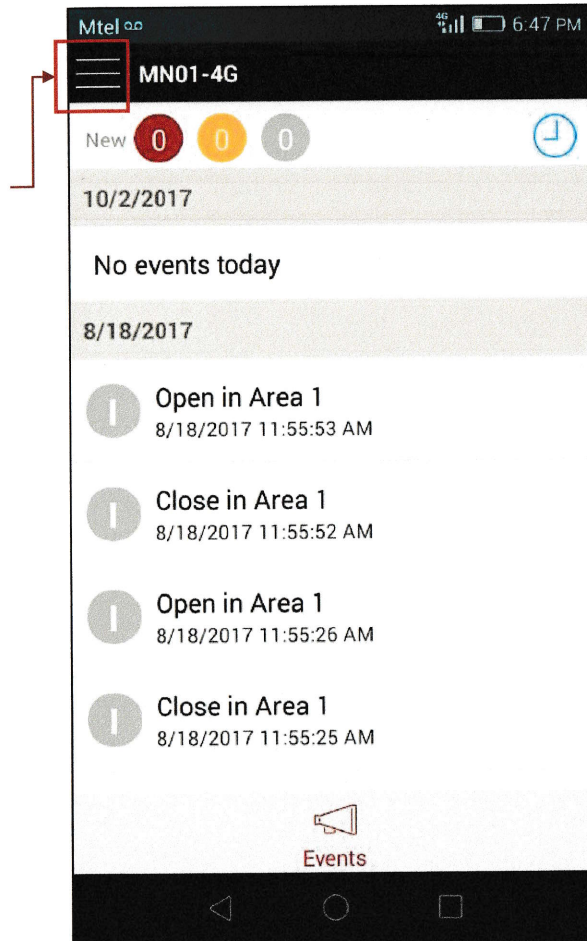 Mtel 4G 6:47 PM
MN01-4G
New 0 0 0
10/2/2017
No events today
8/18/2017
I Open in Area 1
8/18/2017 11:55:53 AM
I Close in Area 1
8/18/2017 11:55:52 AM
I Open in Area 1
8/18/2017 11:55:26 AM
I Close in Area 1
8/18/2017 11:55:25 AM
Events